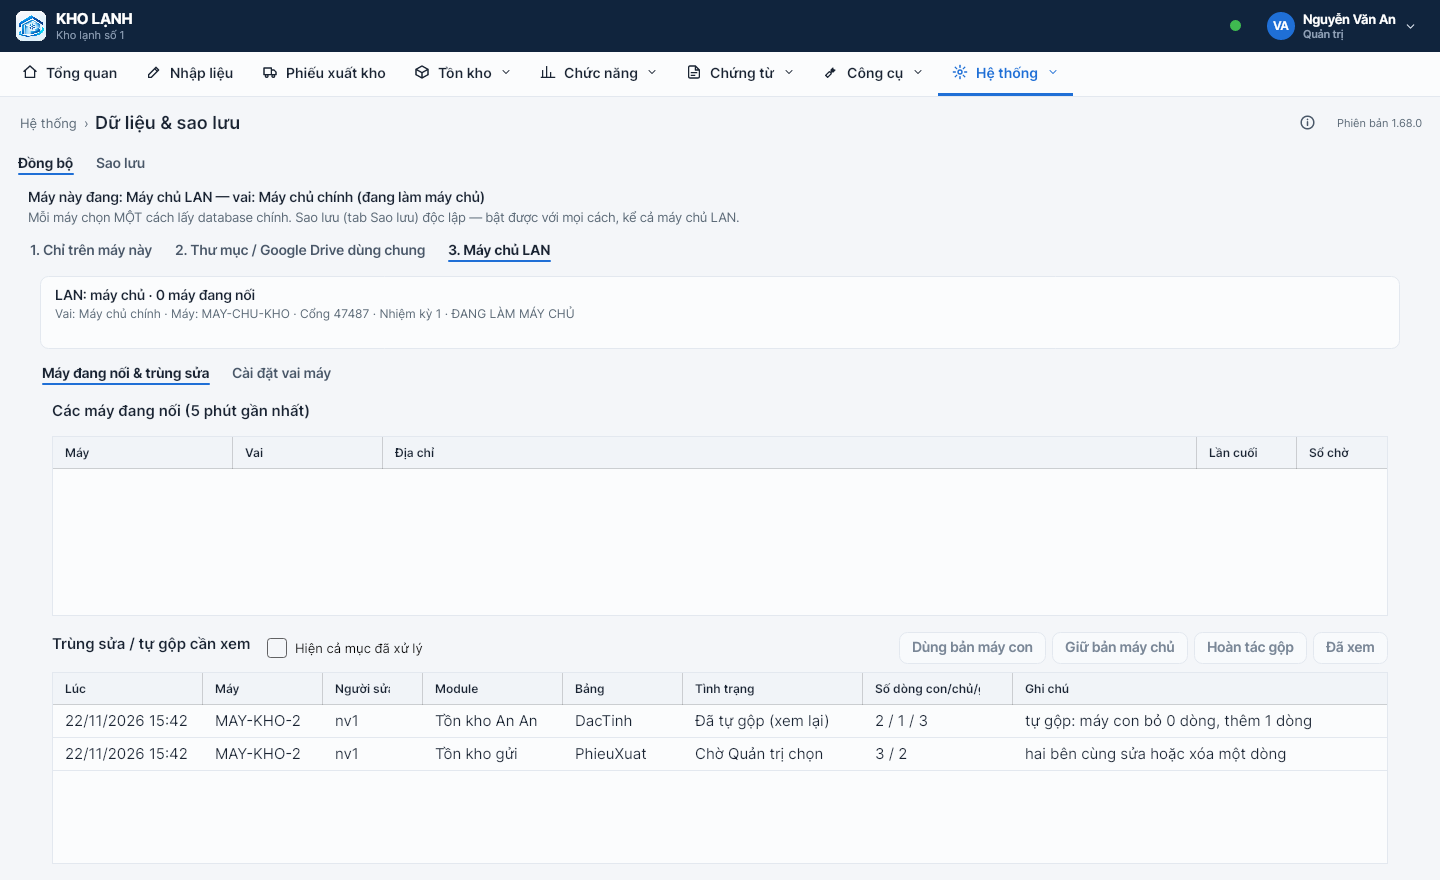 KHO LẠNH
Kho lạnh số 1
VA
Nguyễn Văn An
Quản trị
Tổng quan
Nhập liệu
Phiếu xuất kho
Tồn kho
Chức năng
Chứng từ
Công cụ
Hệ thống
Hệ thống › Dữ liệu & sao lưu
Phiên bản 1.68.0
Đồng bộ
Sao lưu
Máy này đang: Máy chủ LAN — vai: Máy chủ chính (đang làm máy chủ)
Mỗi máy chọn MỘT cách lấy database chính. Sao lưu (tab Sao lưu) độc lập — bật được với mọi cách, kể cả máy chủ LAN.
1. Chỉ trên máy này
2. Thư mục / Google Drive dùng chung
3. Máy chủ LAN
LAN: máy chủ · 0 máy đang nối
Vai: Máy chủ chính · Máy: MAY-CHU-KHO · Cổng 47487 · Nhiệm kỳ 1 · ĐANG LÀM MÁY CHỦ
Máy đang nối & trùng sửa
Cài đặt vai máy
Các máy đang nối (5 phút gần nhất)
Máy Vai Địa chỉ Lần cuối Sổ chờ
Trùng sửa / tự gộp cần xem
Hiện cả mục đã xử lý
Dùng bản máy con
Giữ bản máy chủ
Hoàn tác gộp
Đã xem
Lúc Máy Người sửa Module Bảng Tình trạng Số dòng con/chủ/ Ghi chú
22/11/2026 15:42 MAY-KHO-2 nv1 Tồn kho An An DacTinh Đã tự gộp (xem lại) 2 / 1 / 3 tự gộp: máy con bỏ 0 dòng, thêm 1 dòng
22/11/2026 15:42 MAY-KHO-2 nv1 Tồn kho gửi PhieuXuat Chờ Quản trị chọn 3 / 2 hai bên cùng sửa hoặc xóa một dòng